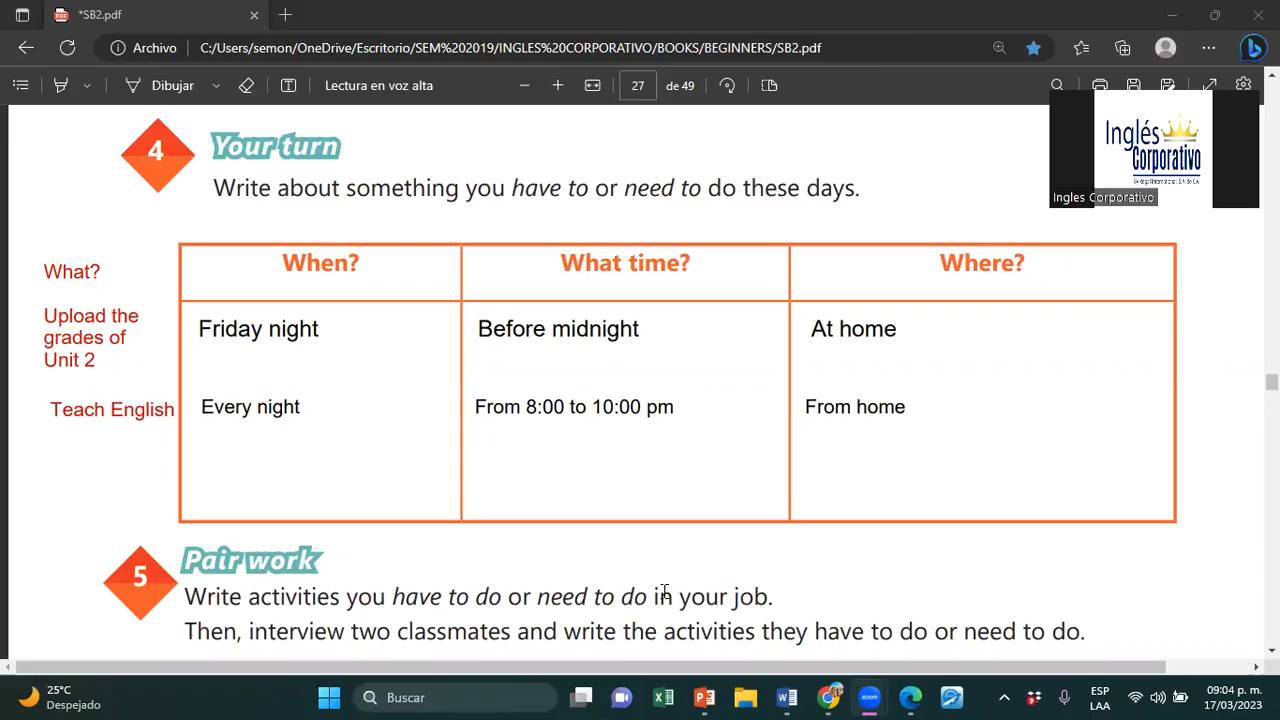 *SB2.pdf
Archivo
C:/Users/semon/OneDrive/Escritorio/SEM%202019/INGLES%20CORPORATIVO/BOOKS/BEGINNERS/SB2.pdf
Dibujar
Lectura en voz alta
27
de 49
Inglés
Corporativo
Ingles Corporativo
4
Your turn
Write about something you have to or need to do these days.
What?
When?
What time?
Where?
Upload the
grades of
Unit 2
Friday night
Before midnight
At home
Teach English
Every night
From 8:00 to 10:00 pm
From home
5
Pair work
Write activities you have to do or need to do in your job.
Then, interview two classmates and write the activities they have to do or need to do.
25°C
Despejado
Buscar
ESP
LAA
09:04 p. m.
17/03/2023